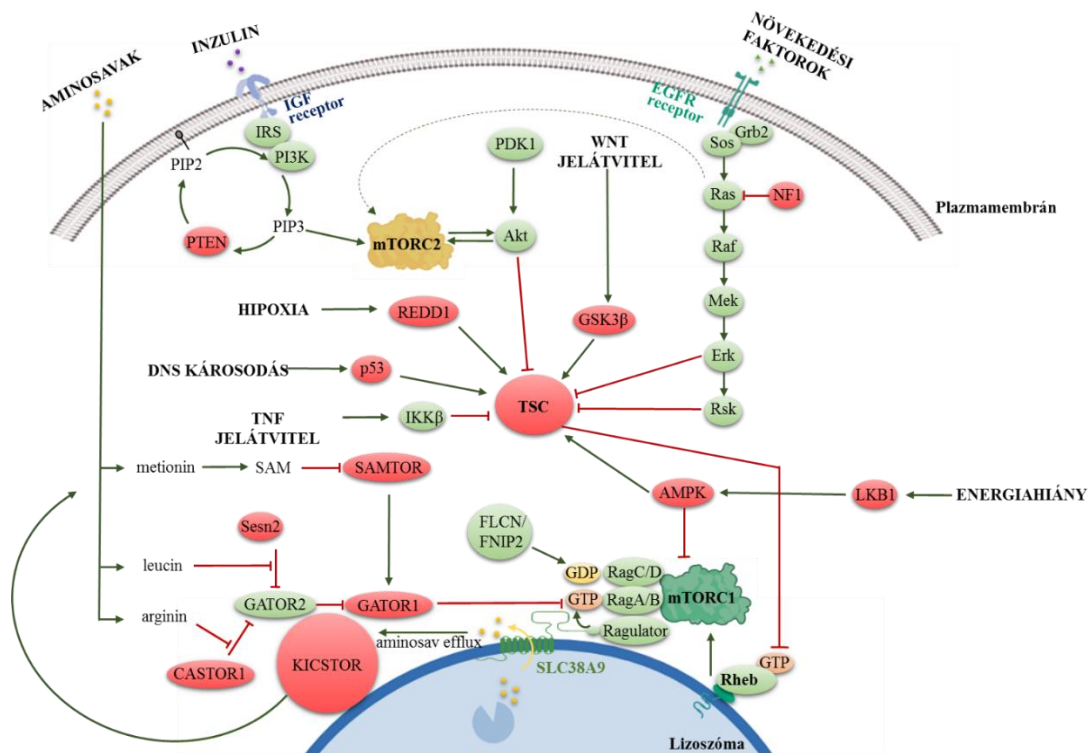 AMINOSAVAK
INZULIN
NÖVEKEDÉSI
FAKTOROK
IGF
receptor
EGFR
receptor
IRS
PI3K
PIP2
PIP3
PTEN
PDK1
WNT
JELÁTVITEL
Sos
Grb2
Ras
NF1
Plazmamembrán
mTORC2
Akt
Raf
Mek
HIPOXIA
REDD1
GSK3β
Erk
DNS KÁROSODÁS
p53
TSC
Rsk
TNF
JELÁTVITEL
IKKβ
metionin
SAM
SAMTOR
AMPK
LKB1
ENERGIAHIÁNY
Sesn2
FLCN/
FNIP2
leucin
GDP
RagC/D
mTORC1
GATOR2
GATOR1
GTP
RagA/B
arginin
Ragulator
aminosav efflux
CASTOR1
KICSTOR
SLC38A9
GTP
Rheb
Lizoszóma